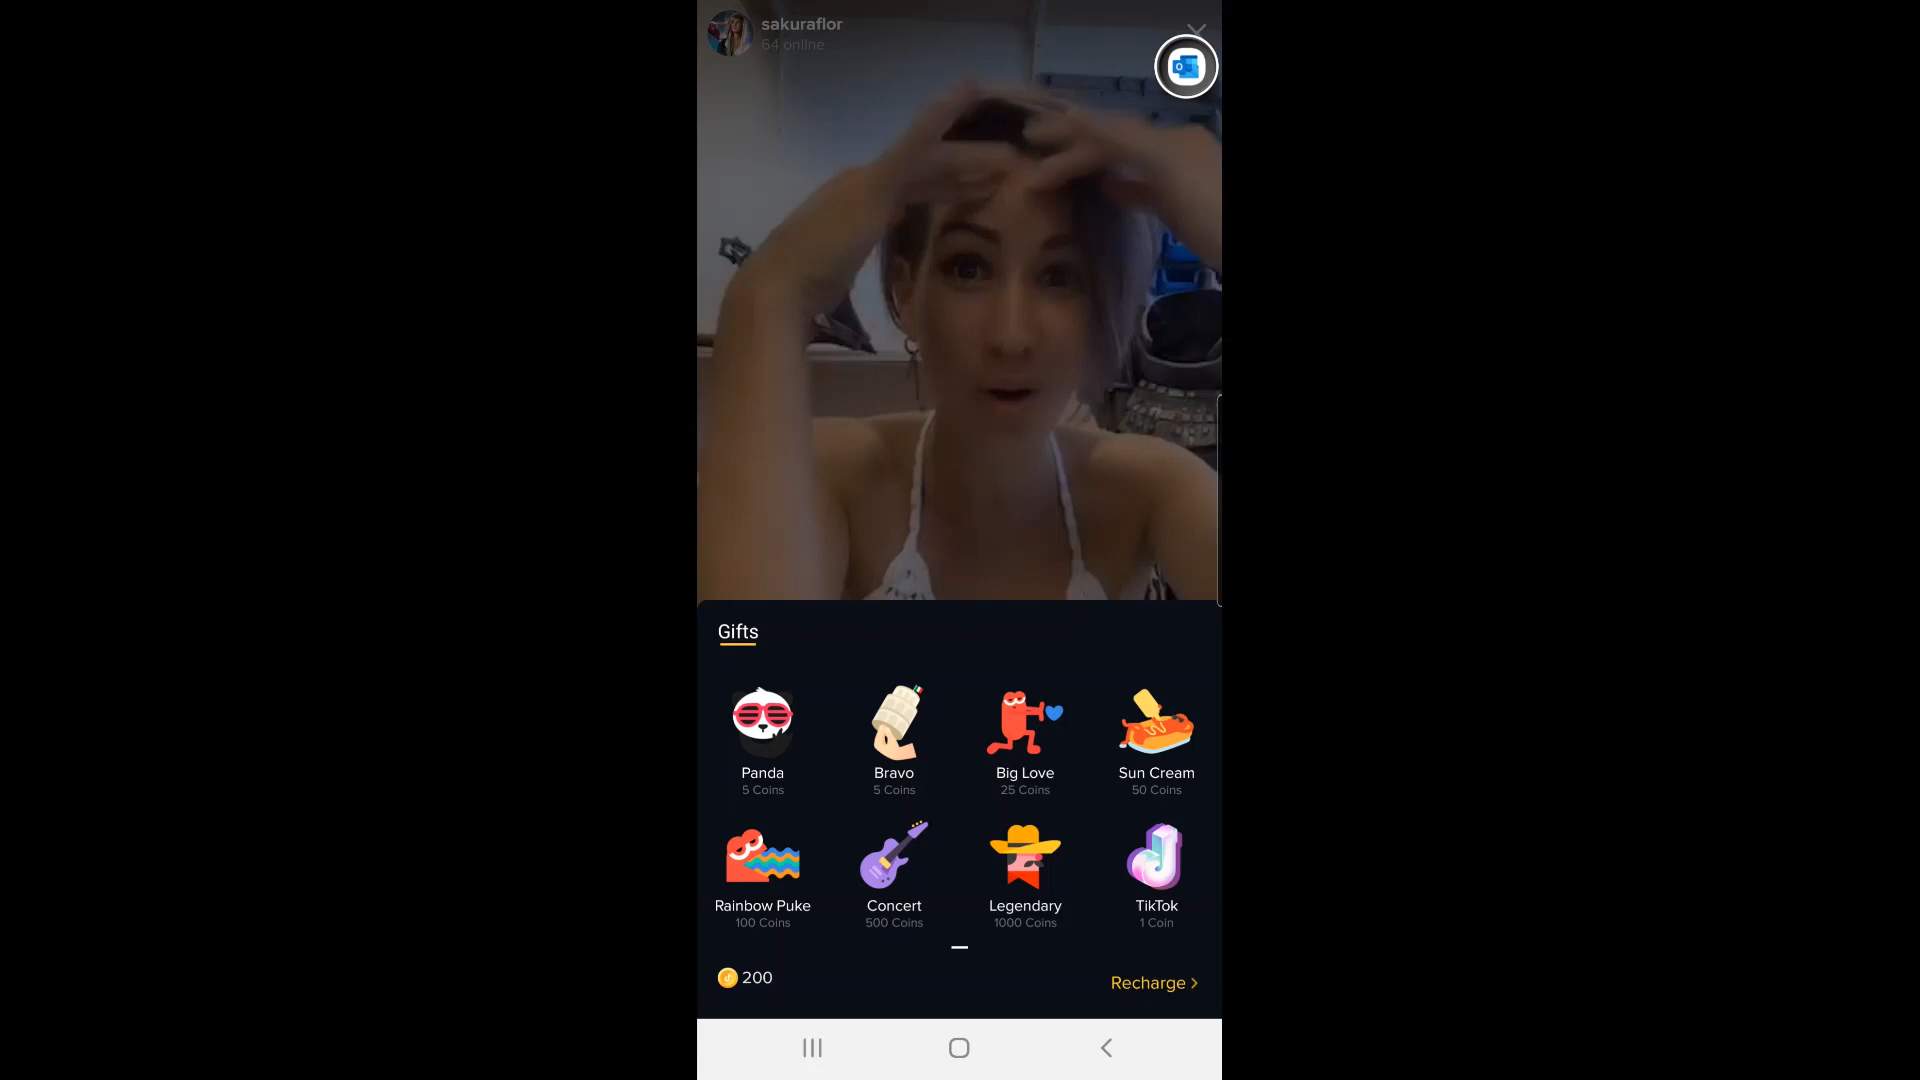 sakuraflor
64 online
Gifts
Panda
5 Coins
Bravo
5 Coins
Big Love
25 Coins
Sun Cream
50 Coins
Rainbow Puke
100 Coins
Concert
500 Coins
Legendary
1000 Coins
TikTok
1 Coin
200
Recharge >